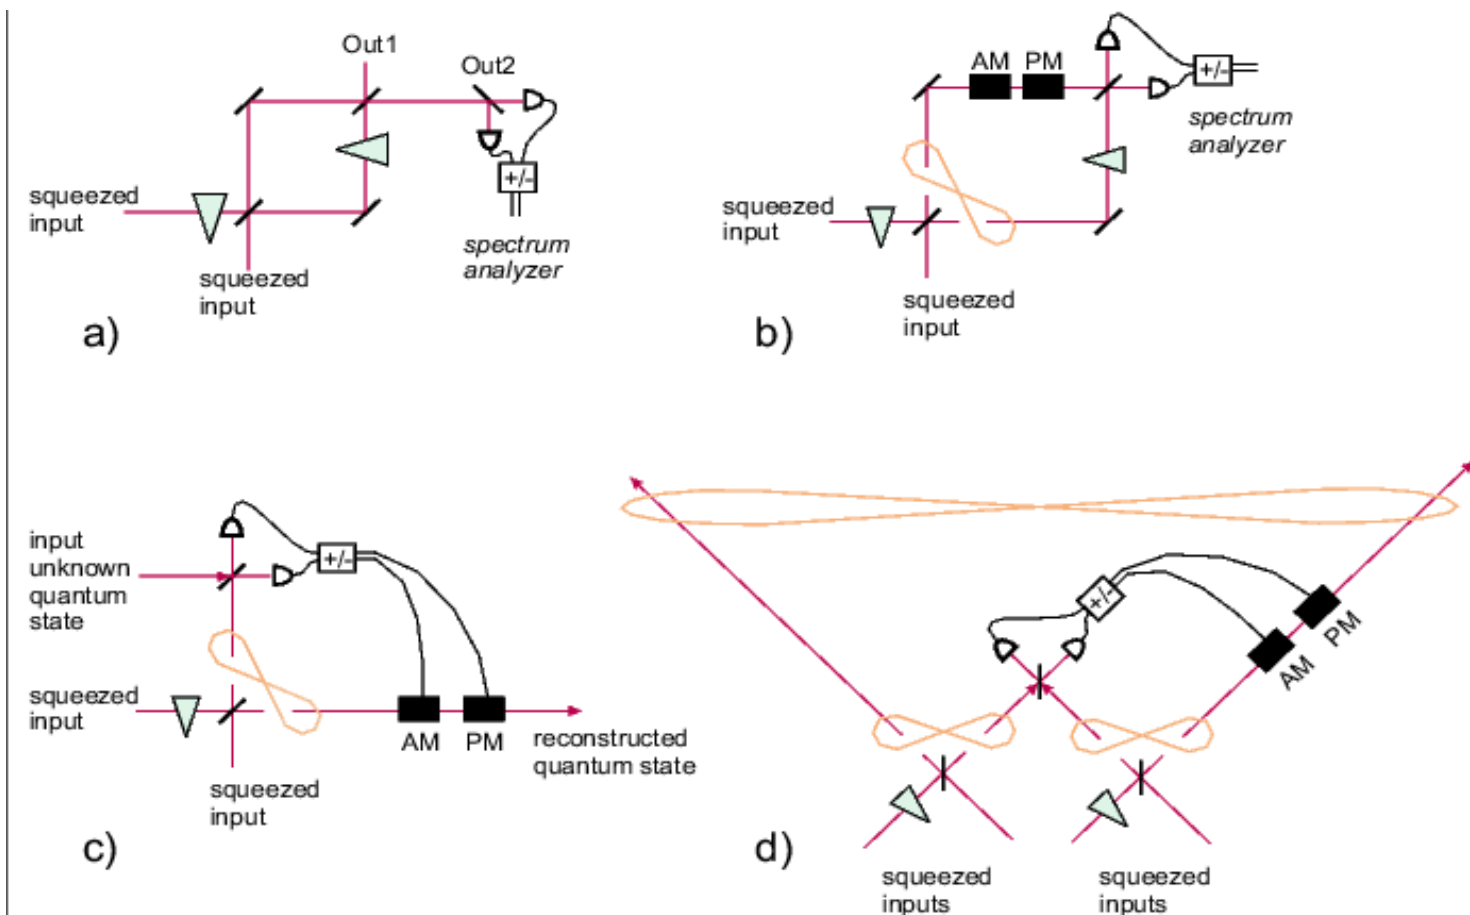 Out1
Out2
squeezed
input
+/-
squeezed
input
spectrum
analyzer
a)
AM PM
+/-
spectrum
analyzer
squeezed
input
squeezed
input
b)
input
unknown
quantum
state
+/-
squeezed
input
AM PM
reconstructed
quantum state
squeezed
input
c)
+/-
PM
AM
squeezed
inputs
squeezed
inputs
d)